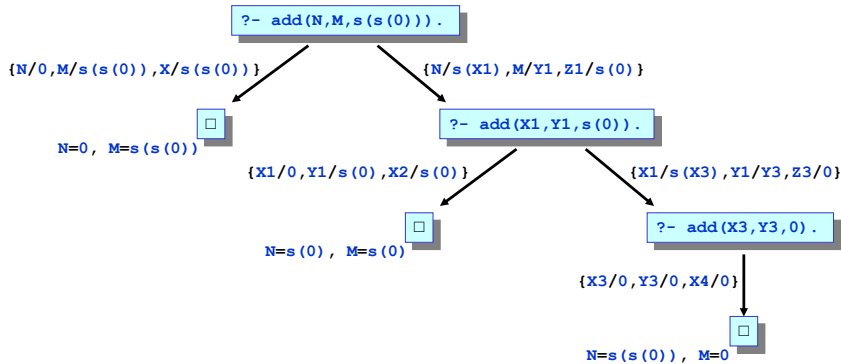 ?- add(N,M,s(s(0))).
{N/0,M/s(s(0)),X/s(s(0))}
{N/s(X1),M/Y1,Z1/s(0)}
□
?- add(X1,Y1,s(0)).
N=0, M=s(s(0))
{X1/0,Y1/s(0),X2/s(0)}
{X1/s(X3),Y1/Y3,Z3/0}
□
?- add(X3,Y3,0).
N=s(0), M=s(0)
{X3/0,Y3/0,X4/0}
□
N=s(s(0)), M=0